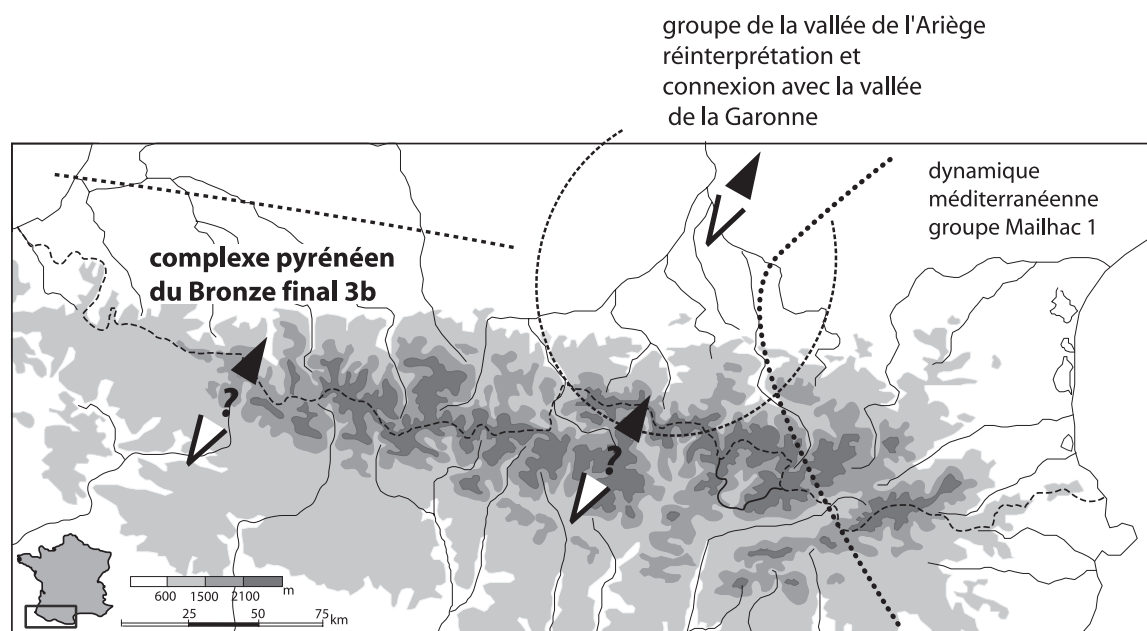 groupe de la vallée de l'Ariège
réinterprétation et
connexion avec la vallée
de la Garonne
dynamique
méditerranéenne
groupe Mailhac 1
complexe pyrénéen
du Bronze final 3b
?
?
600 1500 2100 m
25 50 75 km